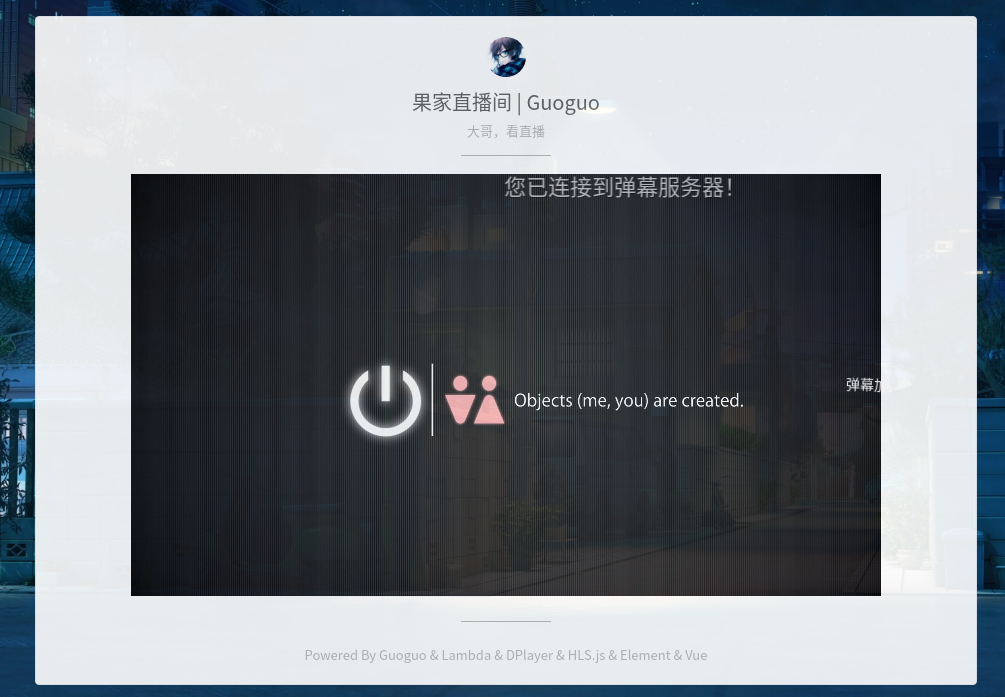 果家直播间 | Guoguo
大哥，看直播
您已连接到弹幕服务器！
弹幕
Objects (me, you) are created.
Powered By Guoguo & Lambda & DPlayer & HLS.js & Element & Vue